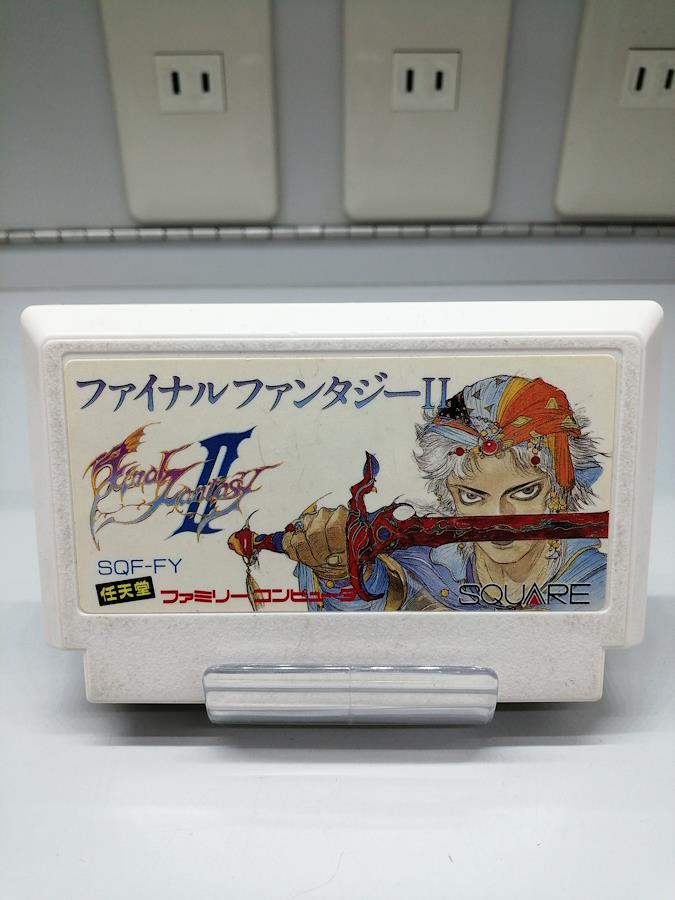 ファイナルファンタジーII
Final Fantasy II
SQF-FY
任天堂 ファミリーコンピュータ SQUARE